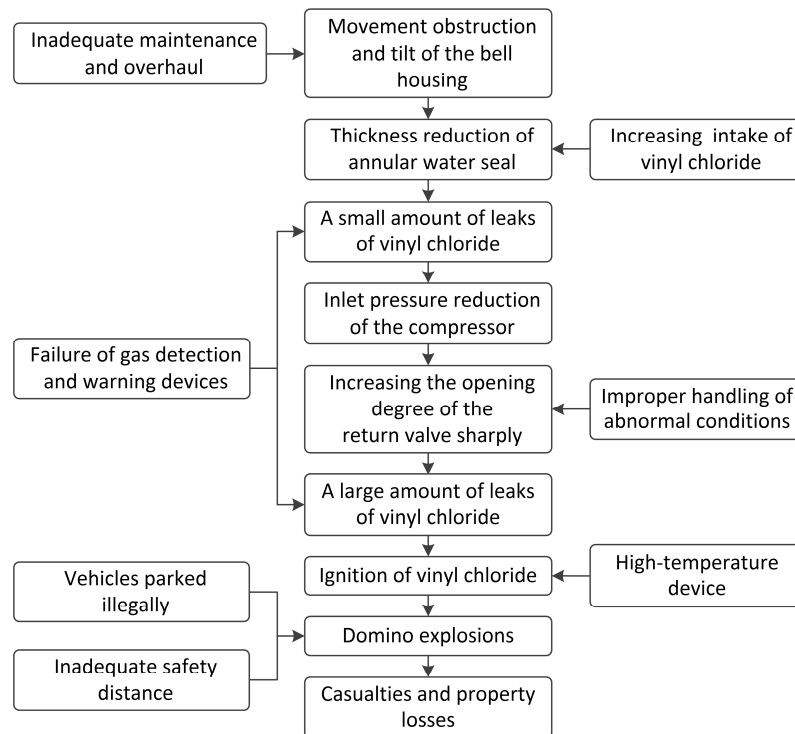 Movement obstruction
and tilt of the bell
housing
Inadequate maintenance
and overhaul
Thickness reduction of
annular water seal
Increasing intake of
vinyl chloride
A small amount of leaks
of vinyl chloride
Inlet pressure reduction
of the compressor
Failure of gas detection
and warning devices
Increasing the opening
degree of the
return valve sharply
Improper handling of
abnormal conditions
A large amount of leaks
of vinyl chloride
Ignition of vinyl chloride
High-temperature
device
Vehicles parked
illegally
Domino explosions
Inadequate safety
distance
Casualties and property
losses